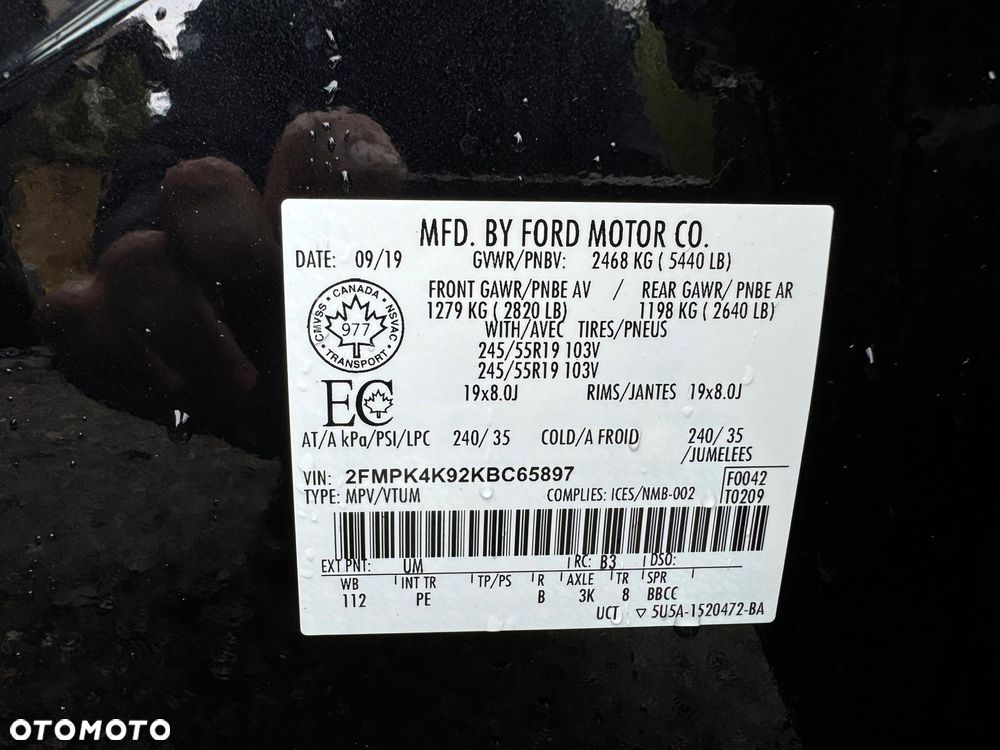 MFD. BY FORD MOTOR CO.
DATE: 09/19 GVWR/PNBV: 2468 KG ( 5440 LB)
FRONT GAWR/PNBE AV / REAR GAWR/ PNBE AR
1279 KG ( 2820 LB) 1198 KG ( 2640 LB)
WITH/AVEC TIRES/PNEUS
245/55R19 103V
245/55R19 103V
19x8.0J RIMS/JANTES 19x8.0J
CMVSS • CANADA • NSVAC • TRANSPORT •
977
EC
AT/A kPa/PSI/LPC 240/ 35 COLD/A FROID 240/ 35
/JUMELEES
VIN: 2FMPK4K92KBC65897
TYPE: MPV/VTUM COMPLIES: ICES/NMB-002
F0042
T0209
EXT PNT: UM RC: B3 DSO:
WB INT TR TP/PS R AXLE TR SPR
112 PE B 3K 8 BBCC
UCT ▽ 5U5A-1520472-BA
OTOMOTO